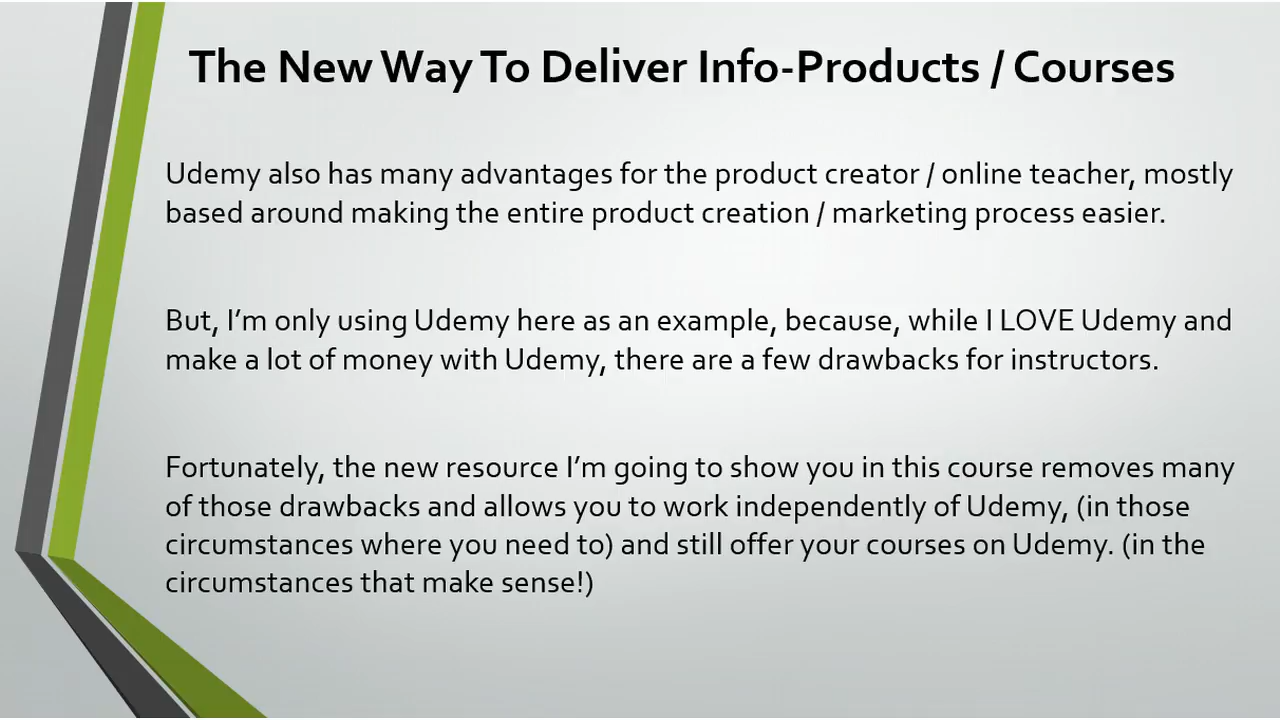 The New Way To Deliver Info-Products / Courses
Udemy also has many advantages for the product creator / online teacher, mostly
based around making the entire product creation / marketing process easier.
But, I’m only using Udemy here as an example, because, while I LOVE Udemy and
make a lot of money with Udemy, there are a few drawbacks for instructors.
Fortunately, the new resource I’m going to show you in this course removes many
of those drawbacks and allows you to work independently of Udemy, (in those
circumstances where you need to) and still offer your courses on Udemy. (in the
circumstances that make sense!)